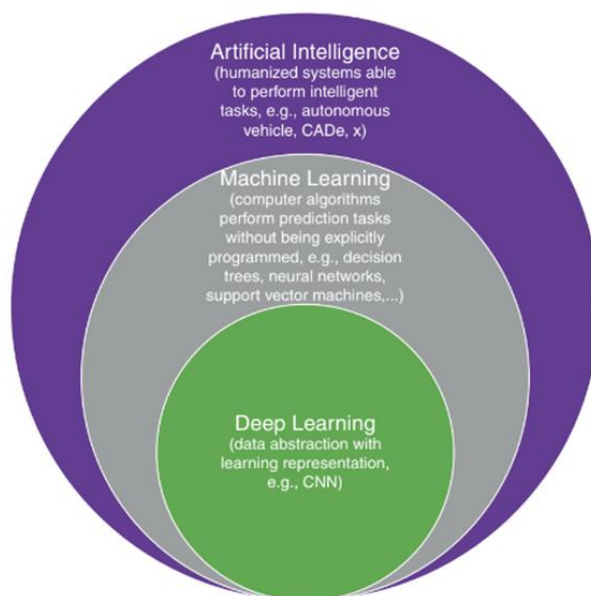 Artificial Intelligence
(humanized systems able
to perform intelligent
tasks, e.g., autonomous
vehicle, CADe, x)
Machine Learning
(computer algorithms
perform prediction tasks
without being explicitly
programmed, e.g., decision
trees, neural networks,
support vector machines,...)
Deep Learning
(data abstraction with
learning representation,
e.g., CNN)